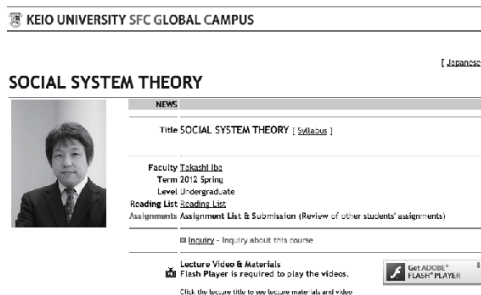 KEIO UNIVERSITY SFC GLOBAL CAMPUS
[ Japanese
SOCIAL SYSTEM THEORY
NEWS
Title SOCIAL SYSTEM THEORY [ Syllabus ]
Faculty Takashi Iba
Term 2012 Spring
Level Undergraduate
Reading List Reading List
Assignments Assignment List & Submission (Review of other students' assignments)
Inquiry - Inquiry about this course
Lecture Video & Materials
Flash Player is required to play the videos.
Get ADOBE®
FLASH® PLAYER
Click the lecture title to see lecture materials and video